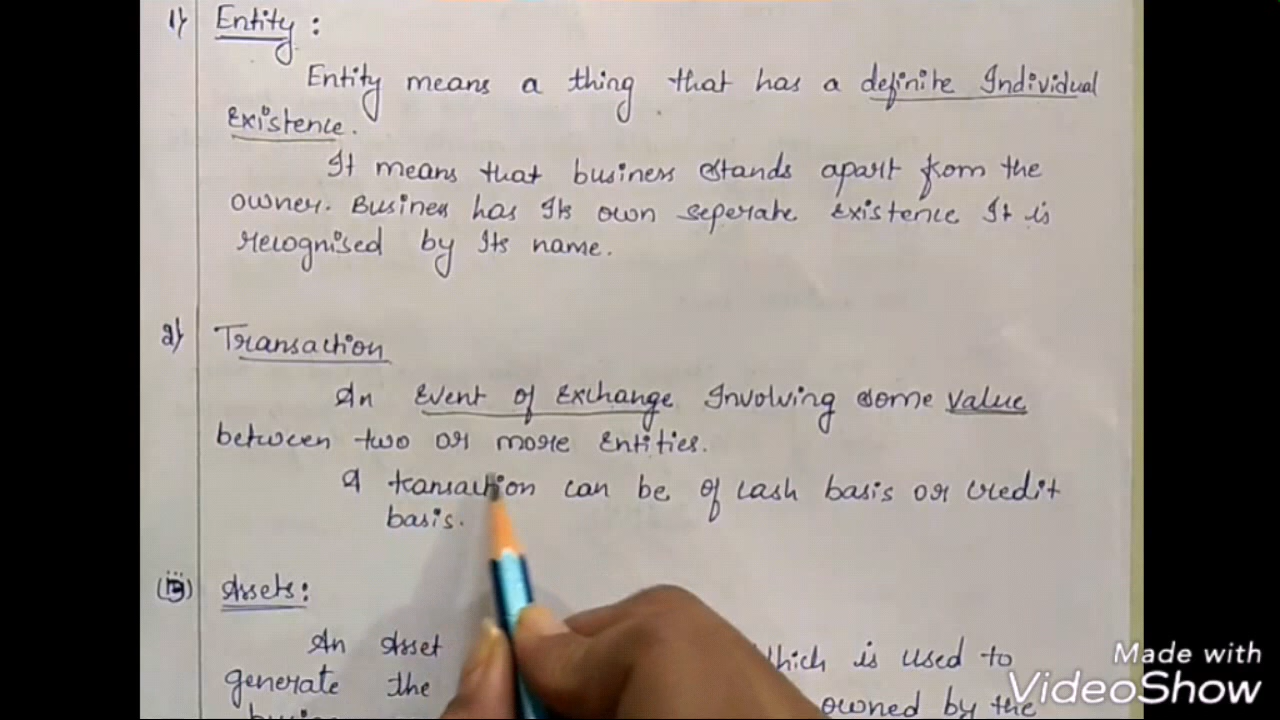 1) Entity :
Entity means a thing that has a definite Individual
Existence.
It means that business stands apart from the
owner. Business has Its own seperate existence It is
recognised by Its name.
2) Transaction
An Event of Exchange Involving some value
between two or more Entities.
A transaction can be of cash basis or credit
basis.
Assets:
An Asset which is used to
generate the owned by the
Made with
VideoShow